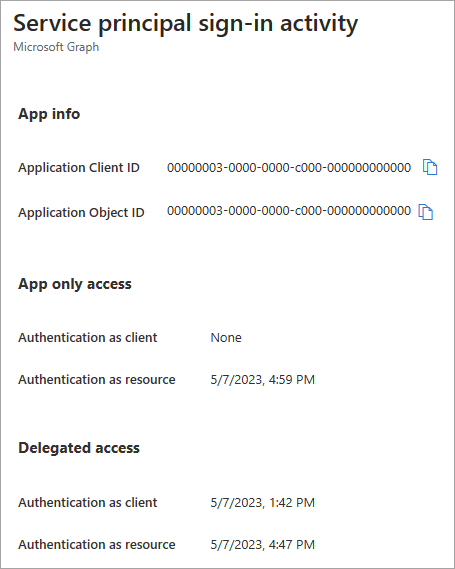 Service principal sign-in activity
Microsoft Graph
App info
Application Client ID 00000003-0000-0000-c000-000000000000
Application Object ID 00000003-0000-0000-c000-000000000000
App only access
Authentication as client None
Authentication as resource 5/7/2023, 4:59 PM
Delegated access
Authentication as client 5/7/2023, 1:42 PM
Authentication as resource 5/7/2023, 4:47 PM